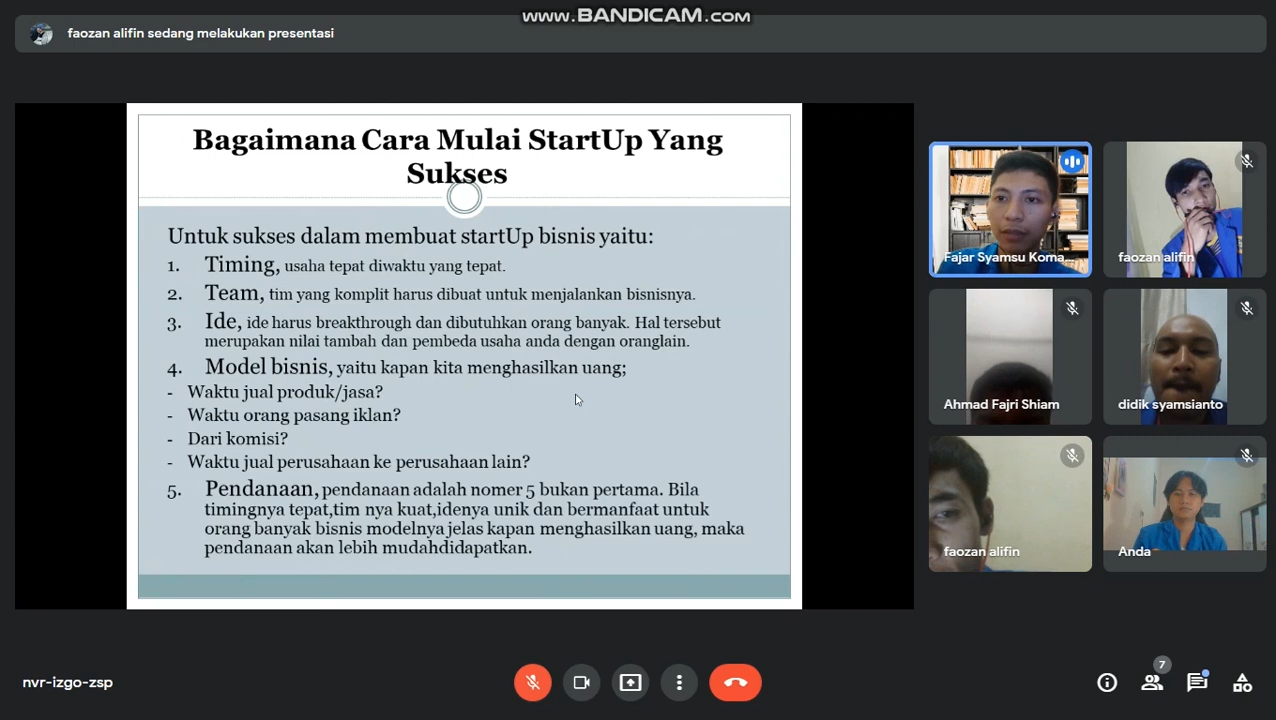 www.BANDICAM.com
faozan alifin sedang melakukan presentasi
Bagaimana Cara Mulai StartUp Yang
Sukses
Untuk sukses dalam membuat startUp bisnis yaitu:
1. Timing, usaha tepat diwaktu yang tepat.
2. Team, tim yang komplit harus dibuat untuk menjalankan bisnisnya.
3. Ide, ide harus breakthrough dan dibutuhkan orang banyak. Hal tersebut
merupakan nilai tambah dan pembeda usaha anda dengan oranglain.
4. Model bisnis, yaitu kapan kita menghasilkan uang;
- Waktu jual produk/jasa?
- Waktu orang pasang iklan?
- Dari komisi?
- Waktu jual perusahaan ke perusahaan lain?
5. Pendanaan, pendanaan adalah nomer 5 bukan pertama. Bila
timingnya tepat,tim nya kuat,idenya unik dan bermanfaat untuk
orang banyak bisnis modelnya jelas kapan menghasilkan uang, maka
pendanaan akan lebih mudahdidapatkan.
Fajar Syamsu Koma...
faozan alifin
Ahmad Fajri Shiam
didik syamsianto
faozan alifin
Anda
nvr-izgo-zsp
7